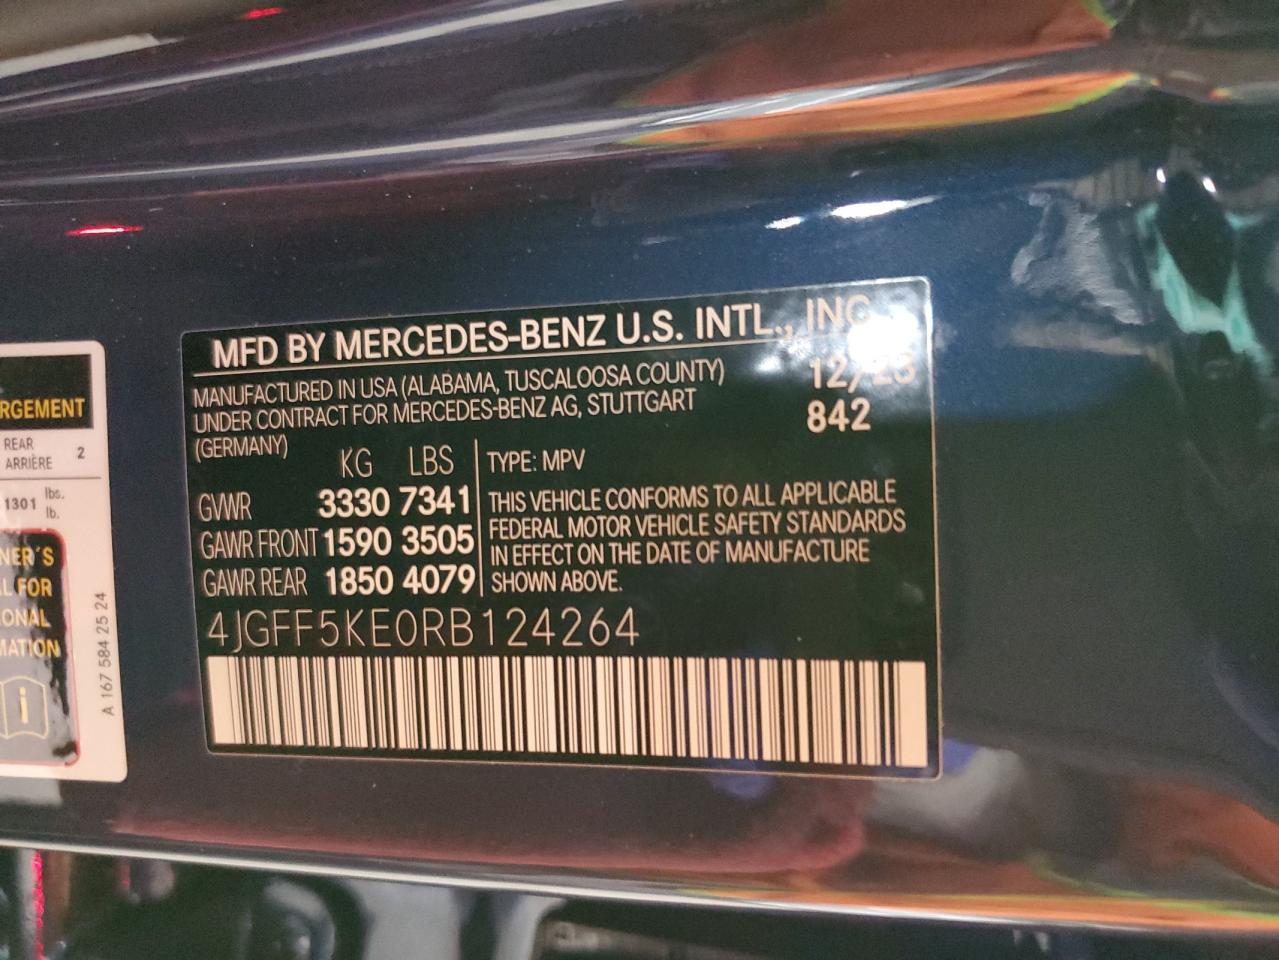 MFD BY MERCEDES-BENZ U.S. INTL., INC.
MANUFACTURED IN USA (ALABAMA, TUSCALOOSA COUNTY) 12/23
UNDER CONTRACT FOR MERCEDES-BENZ AG, STUTTGART 842
(GERMANY)
KG LBS
GVWR 3330 7341
GAWR FRONT 1590 3505
GAWR REAR 1850 4079
TYPE: MPV
THIS VEHICLE CONFORMS TO ALL APPLICABLE
FEDERAL MOTOR VEHICLE SAFETY STANDARDS
IN EFFECT ON THE DATE OF MANUFACTURE
SHOWN ABOVE.
4JGFF5KE0RB124264
RGEMENT
REAR
ARRIÈRE 2
1301 lbs.
lb.
NER´S
L FOR
ONAL
MATION
i
A 167 584 25 24